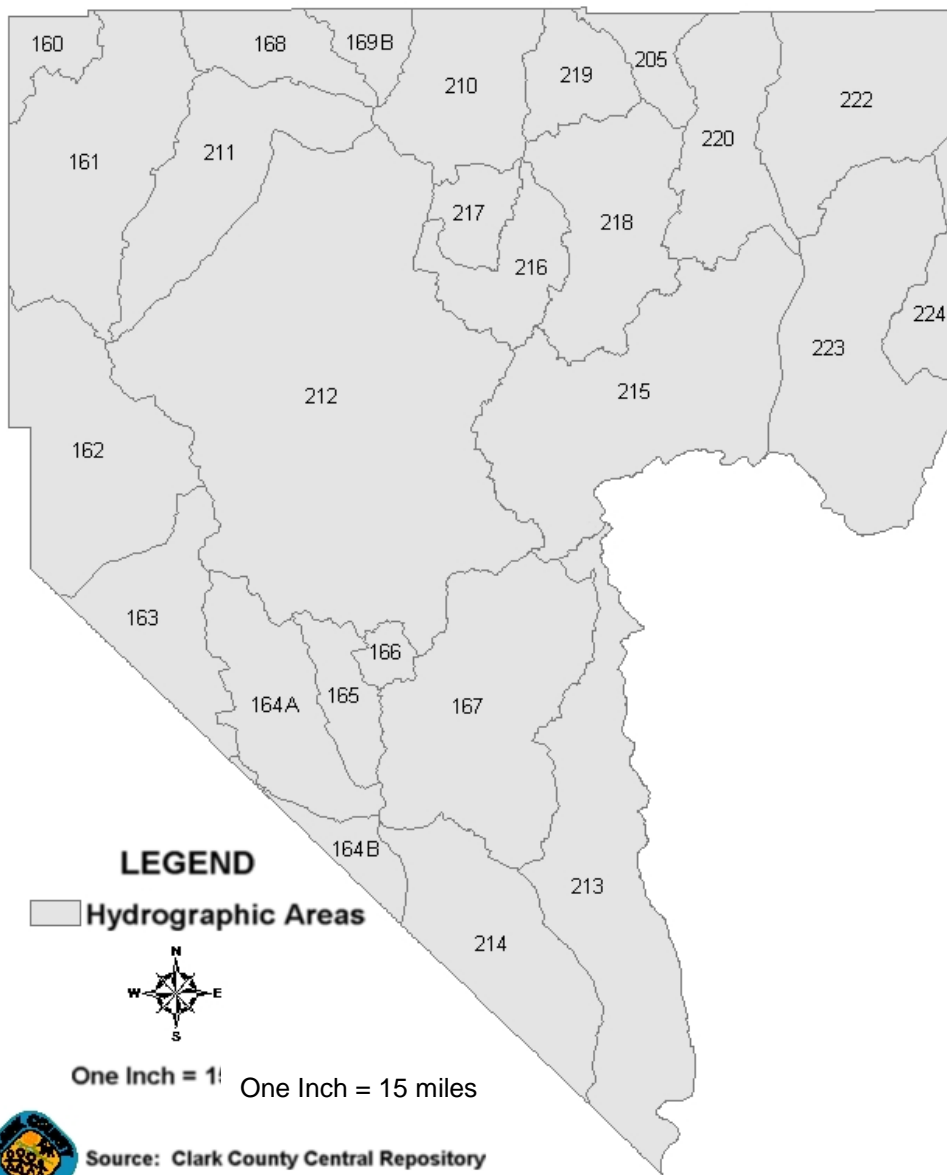 160
168
169B
210
219
205
222
161
211
220
217
218
216
224
212
223
215
162
163
166
164A
165
167
164B
213
214
LEGEND
Hydrographic Areas
N
W E
S
One Inch = 15
One Inch = 15 miles
Source: Clark County Central Repository